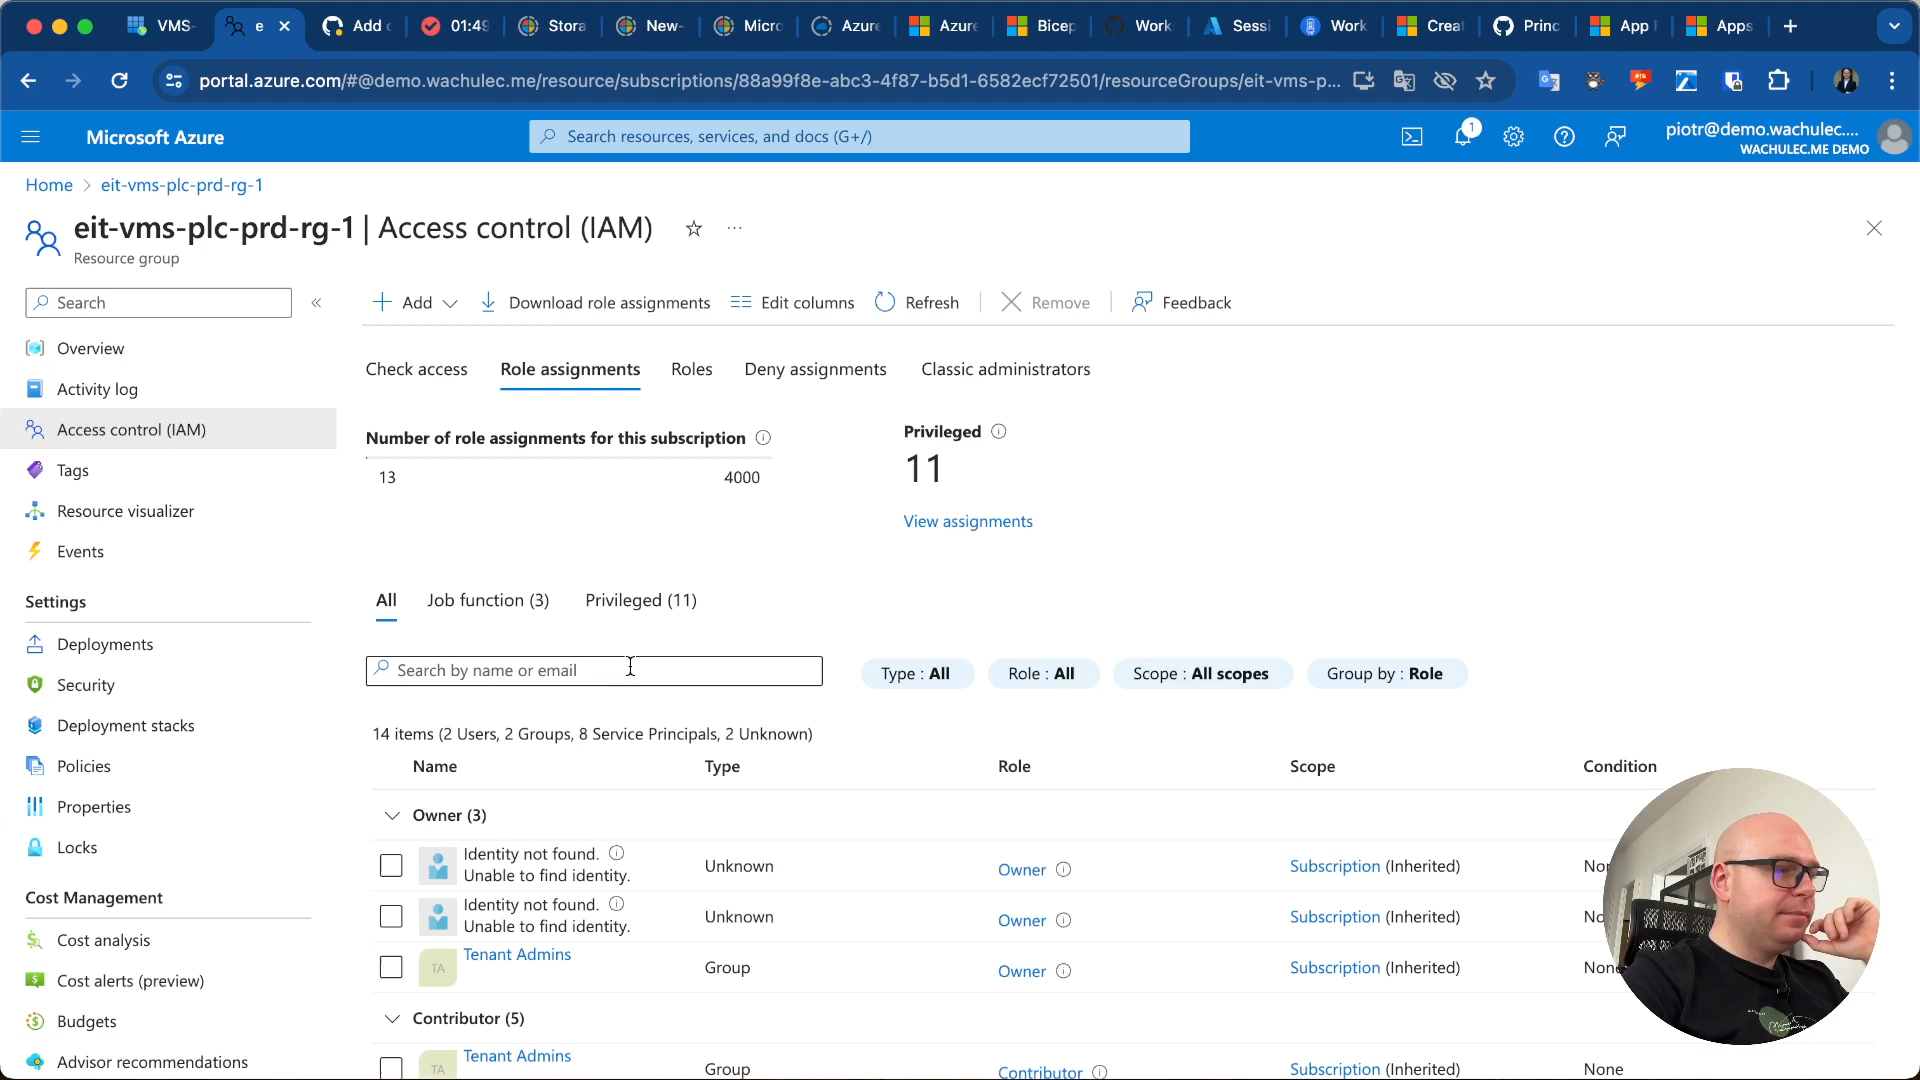 VMS-
e
Add
01:49
Stora
New-
Micro
Azure
Azure
Bicep
Work
Sessi
Work
Creat
Princ
App
Apps
portal.azure.com/#@demo.wachulec.me/resource/subscriptions/88a99f8e-abc3-4f87-b5d1-6582ecf72501/resourceGroups/eit-vms-p...
Microsoft Azure
Search resources, services, and docs (G+/)
1
piotr@demo.wachulec....
WACHULEC.ME DEMO
Home > eit-vms-plc-prd-rg-1
eit-vms-plc-prd-rg-1 | Access control (IAM)
Resource group
Search
Overview
Activity log
Access control (IAM)
Tags
Resource visualizer
Events
Settings
Deployments
Security
Deployment stacks
Policies
Properties
Locks
Cost Management
Cost analysis
Cost alerts (preview)
Budgets
Advisor recommendations
Add
Download role assignments
Edit columns
Refresh
Remove
Feedback
Check access
Role assignments
Roles
Deny assignments
Classic administrators
Number of role assignments for this subscription
13
4000
Privileged
11
View assignments
All
Job function (3)
Privileged (11)
Search by name or email
Type : All
Role : All
Scope : All scopes
Group by : Role
14 items (2 Users, 2 Groups, 8 Service Principals, 2 Unknown)
Name Type Role Scope Condition
Owner (3)
Identity not found.
Unable to find identity.
Unknown
Owner
Subscription (Inherited)
Identity not found.
Unable to find identity.
Unknown
Owner
Subscription (Inherited)
TA
Tenant Admins
Group
Owner
Subscription (Inherited)
None
Contributor (5)
TA
Tenant Admins
Group
Contributor
Subscription (Inherited)
None